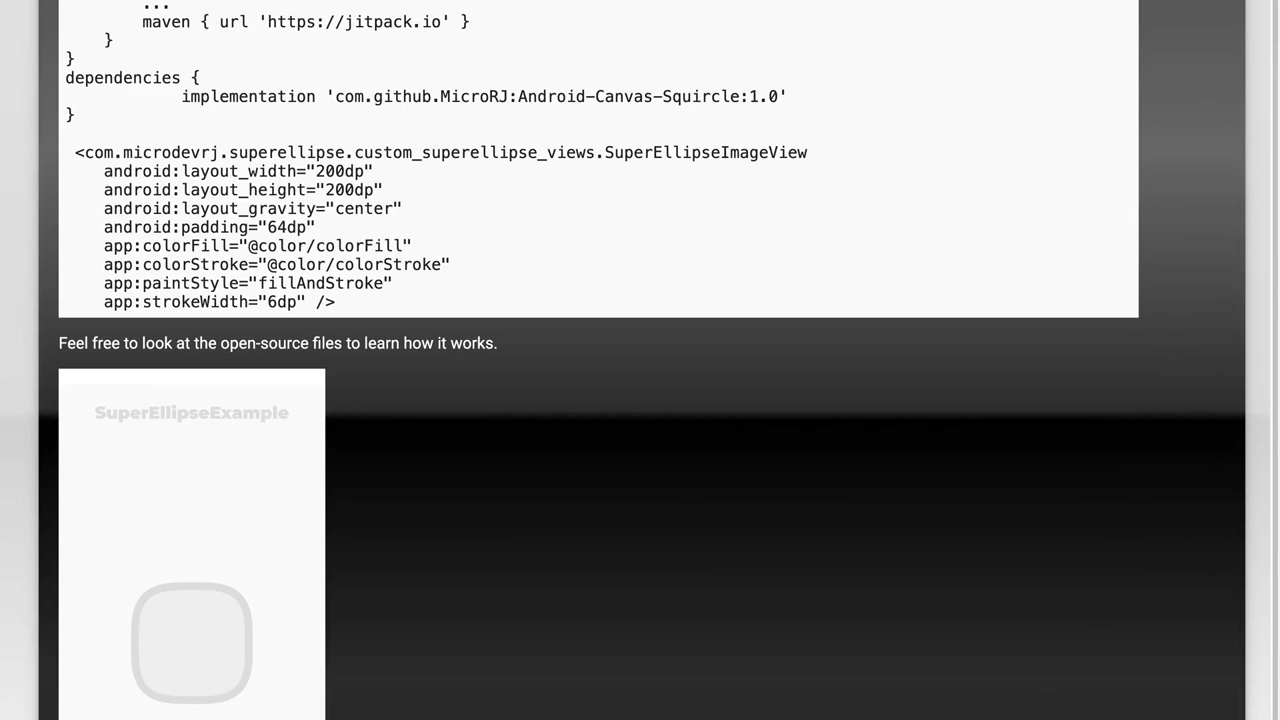 ...
maven { url 'https://jitpack.io' }
}
}
dependencies {
implementation 'com.github.MicroRJ:Android-Canvas-Squircle:1.0'
}
<com.microdevrj.superellipse.custom_superellipse_views.SuperEllipseImageView
android:layout_width="200dp"
android:layout_height="200dp"
android:layout_gravity="center"
android:padding="64dp"
app:colorFill="@color/colorFill"
app:colorStroke="@color/colorStroke"
app:paintStyle="fillAndStroke"
app:strokeWidth="6dp" />
Feel free to look at the open-source files to learn how it works.
SuperEllipseExample